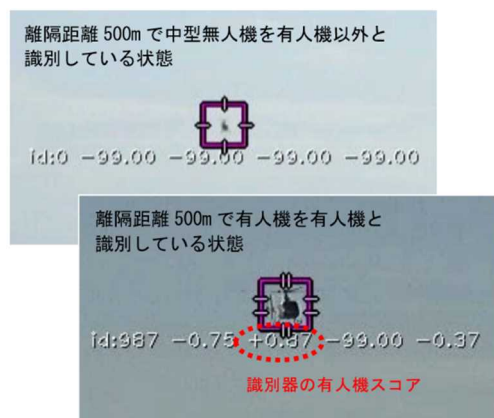 離隔距離 500m で中型無人機を有人機以外と
識別している状態
id:0 -99.00 -99.00 -99.00 -99.00
離隔距離 500m で有人機を有人機と
識別している状態
id:987 -0.75 +0.87 -99.00 -0.37
識別器の有人機スコア